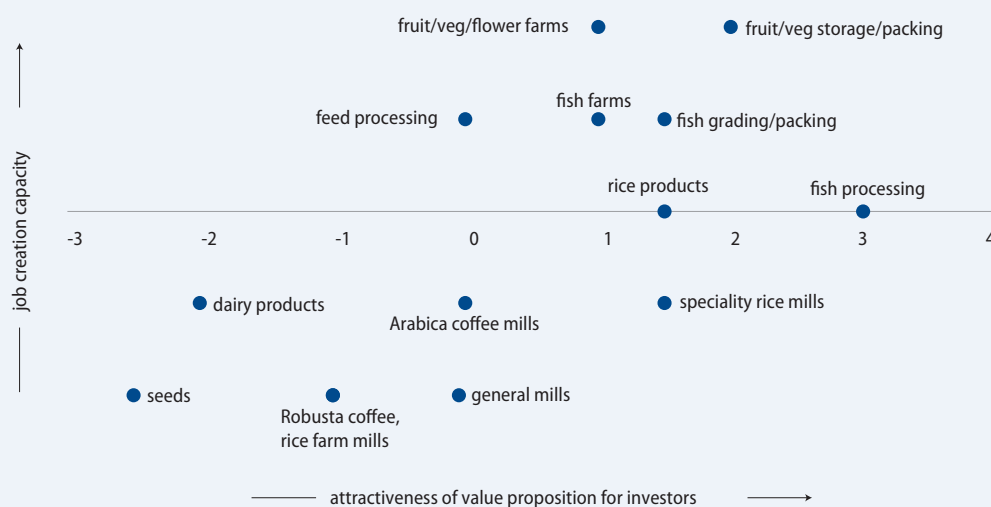 fruit/veg/flower farms
fruit/veg storage/packing
fish farms
feed processing
fish grading/packing
rice products
fish processing
job creation capacity
-3 -2 -1 0 1 2 3 4
dairy products
speciality rice mills
Arabica coffee mills
seeds
general mills
Robusta coffee,
rice farm mills
attractiveness of value proposition for investors